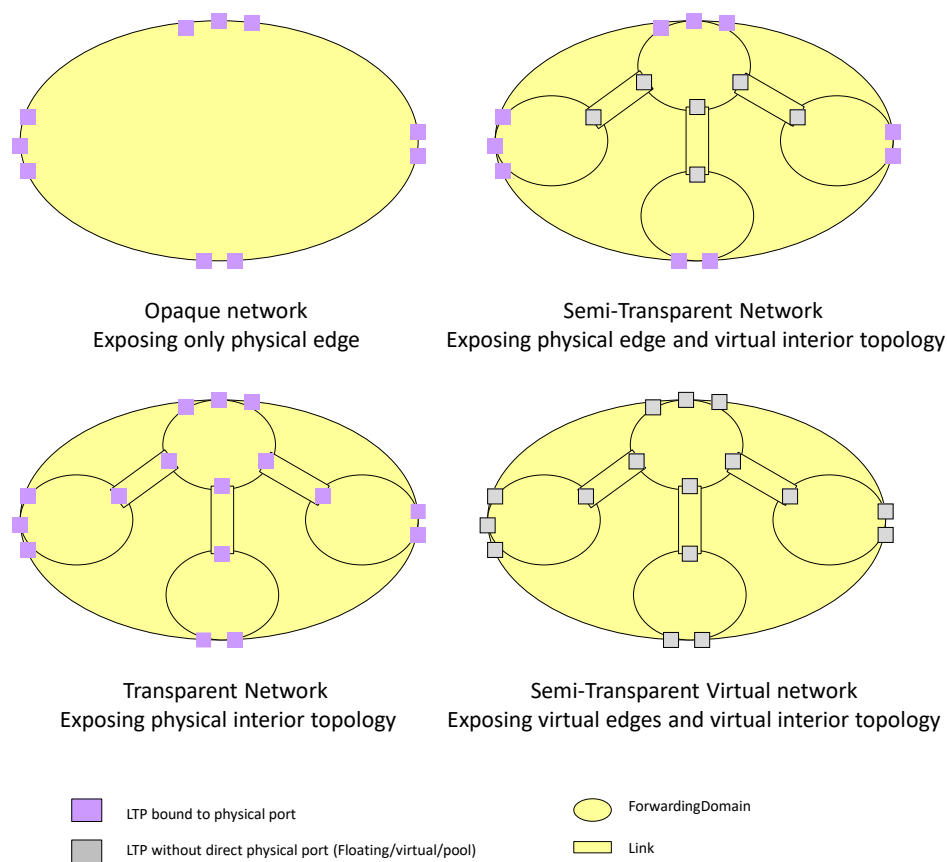 Opaque network
Exposing only physical edge
Semi-Transparent Network
Exposing physical edge and virtual interior topology
Transparent Network
Exposing physical interior topology
Semi-Transparent Virtual network
Exposing virtual edges and virtual interior topology
LTP bound to physical port
ForwardingDomain
LTP without direct physical port (Floating/virtual/pool)
Link